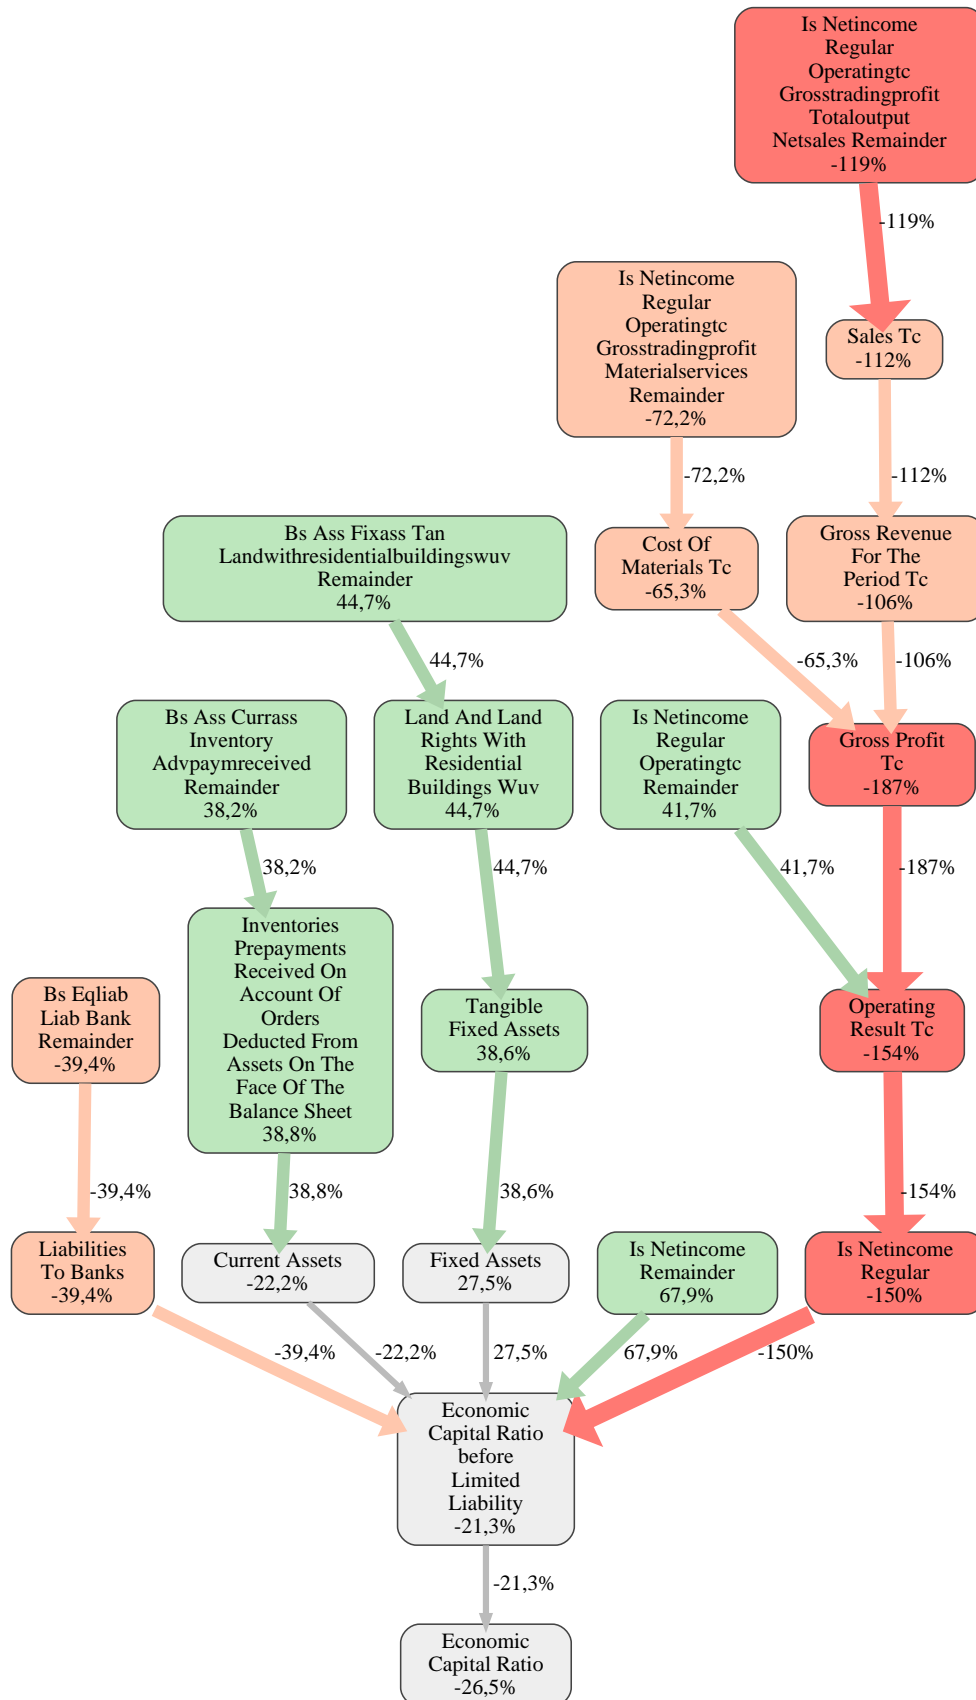 Is Netincome
Regular
Operatingtc
Grosstradingprofit
Totaloutput
Netsales Remainder
-119%
-119%
Is Netincome
Regular
Operatingtc
Grosstradingprofit
Materialservices
Remainder
-72,2%
Sales Tc
-112%
-72,2%
-112%
Bs Ass Fixass Tan
Landwithresidentialbuildingswuv
Remainder
44,7%
Cost Of
Materials Tc
-65,3%
Gross Revenue
For The
Period Tc
-106%
44,7%
-65,3%
-106%
Bs Ass Currass
Inventory
Advpaymreceived
Remainder
38,2%
Land And Land
Rights With
Residential
Buildings Wuv
44,7%
Is Netincome
Regular
Operatingtc
Remainder
41,7%
Gross Profit
Tc
-187%
38,2%
44,7%
41,7%
-187%
Bs Eqliab
Liab Bank
Remainder
-39,4%
Inventories
Prepayments
Received On
Account Of
Orders
Deducted From
Assets On The
Face Of The
Balance Sheet
38,8%
Tangible
Fixed Assets
38,6%
Operating
Result Tc
-154%
-39,4%
38,8%
38,6%
-154%
Liabilities
To Banks
-39,4%
Current Assets
-22,2%
Fixed Assets
27,5%
Is Netincome
Remainder
67,9%
Is Netincome
Regular
-150%
-39,4%
-22,2%
27,5%
67,9%
-150%
Economic
Capital Ratio
before
Limited
Liability
-21,3%
-21,3%
Economic
Capital Ratio
-26,5%